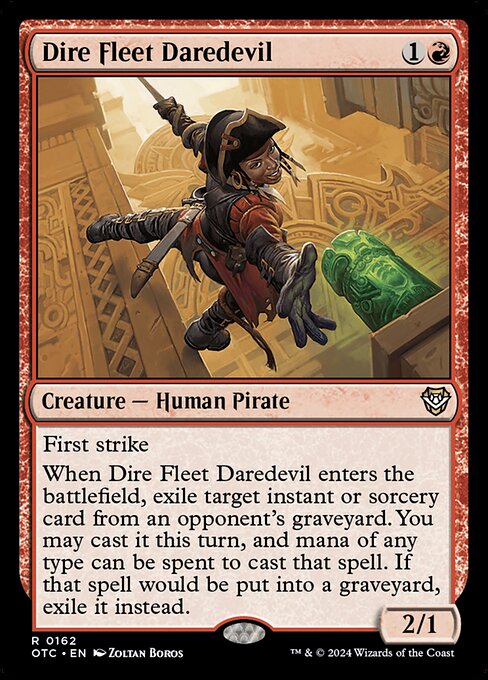 Dire Fleet Daredevil 1
Creature — Human Pirate
First strike
When Dire Fleet Daredevil enters the
battlefield, exile target instant or sorcery
card from an opponent's graveyard. You
may cast it this turn, and mana of any
type can be spent to cast that spell. If
that spell would be put into a graveyard,
exile it instead.
2/1
R 0162
OTC • EN Zoltan Boros
™ & © 2024 Wizards of the Coast